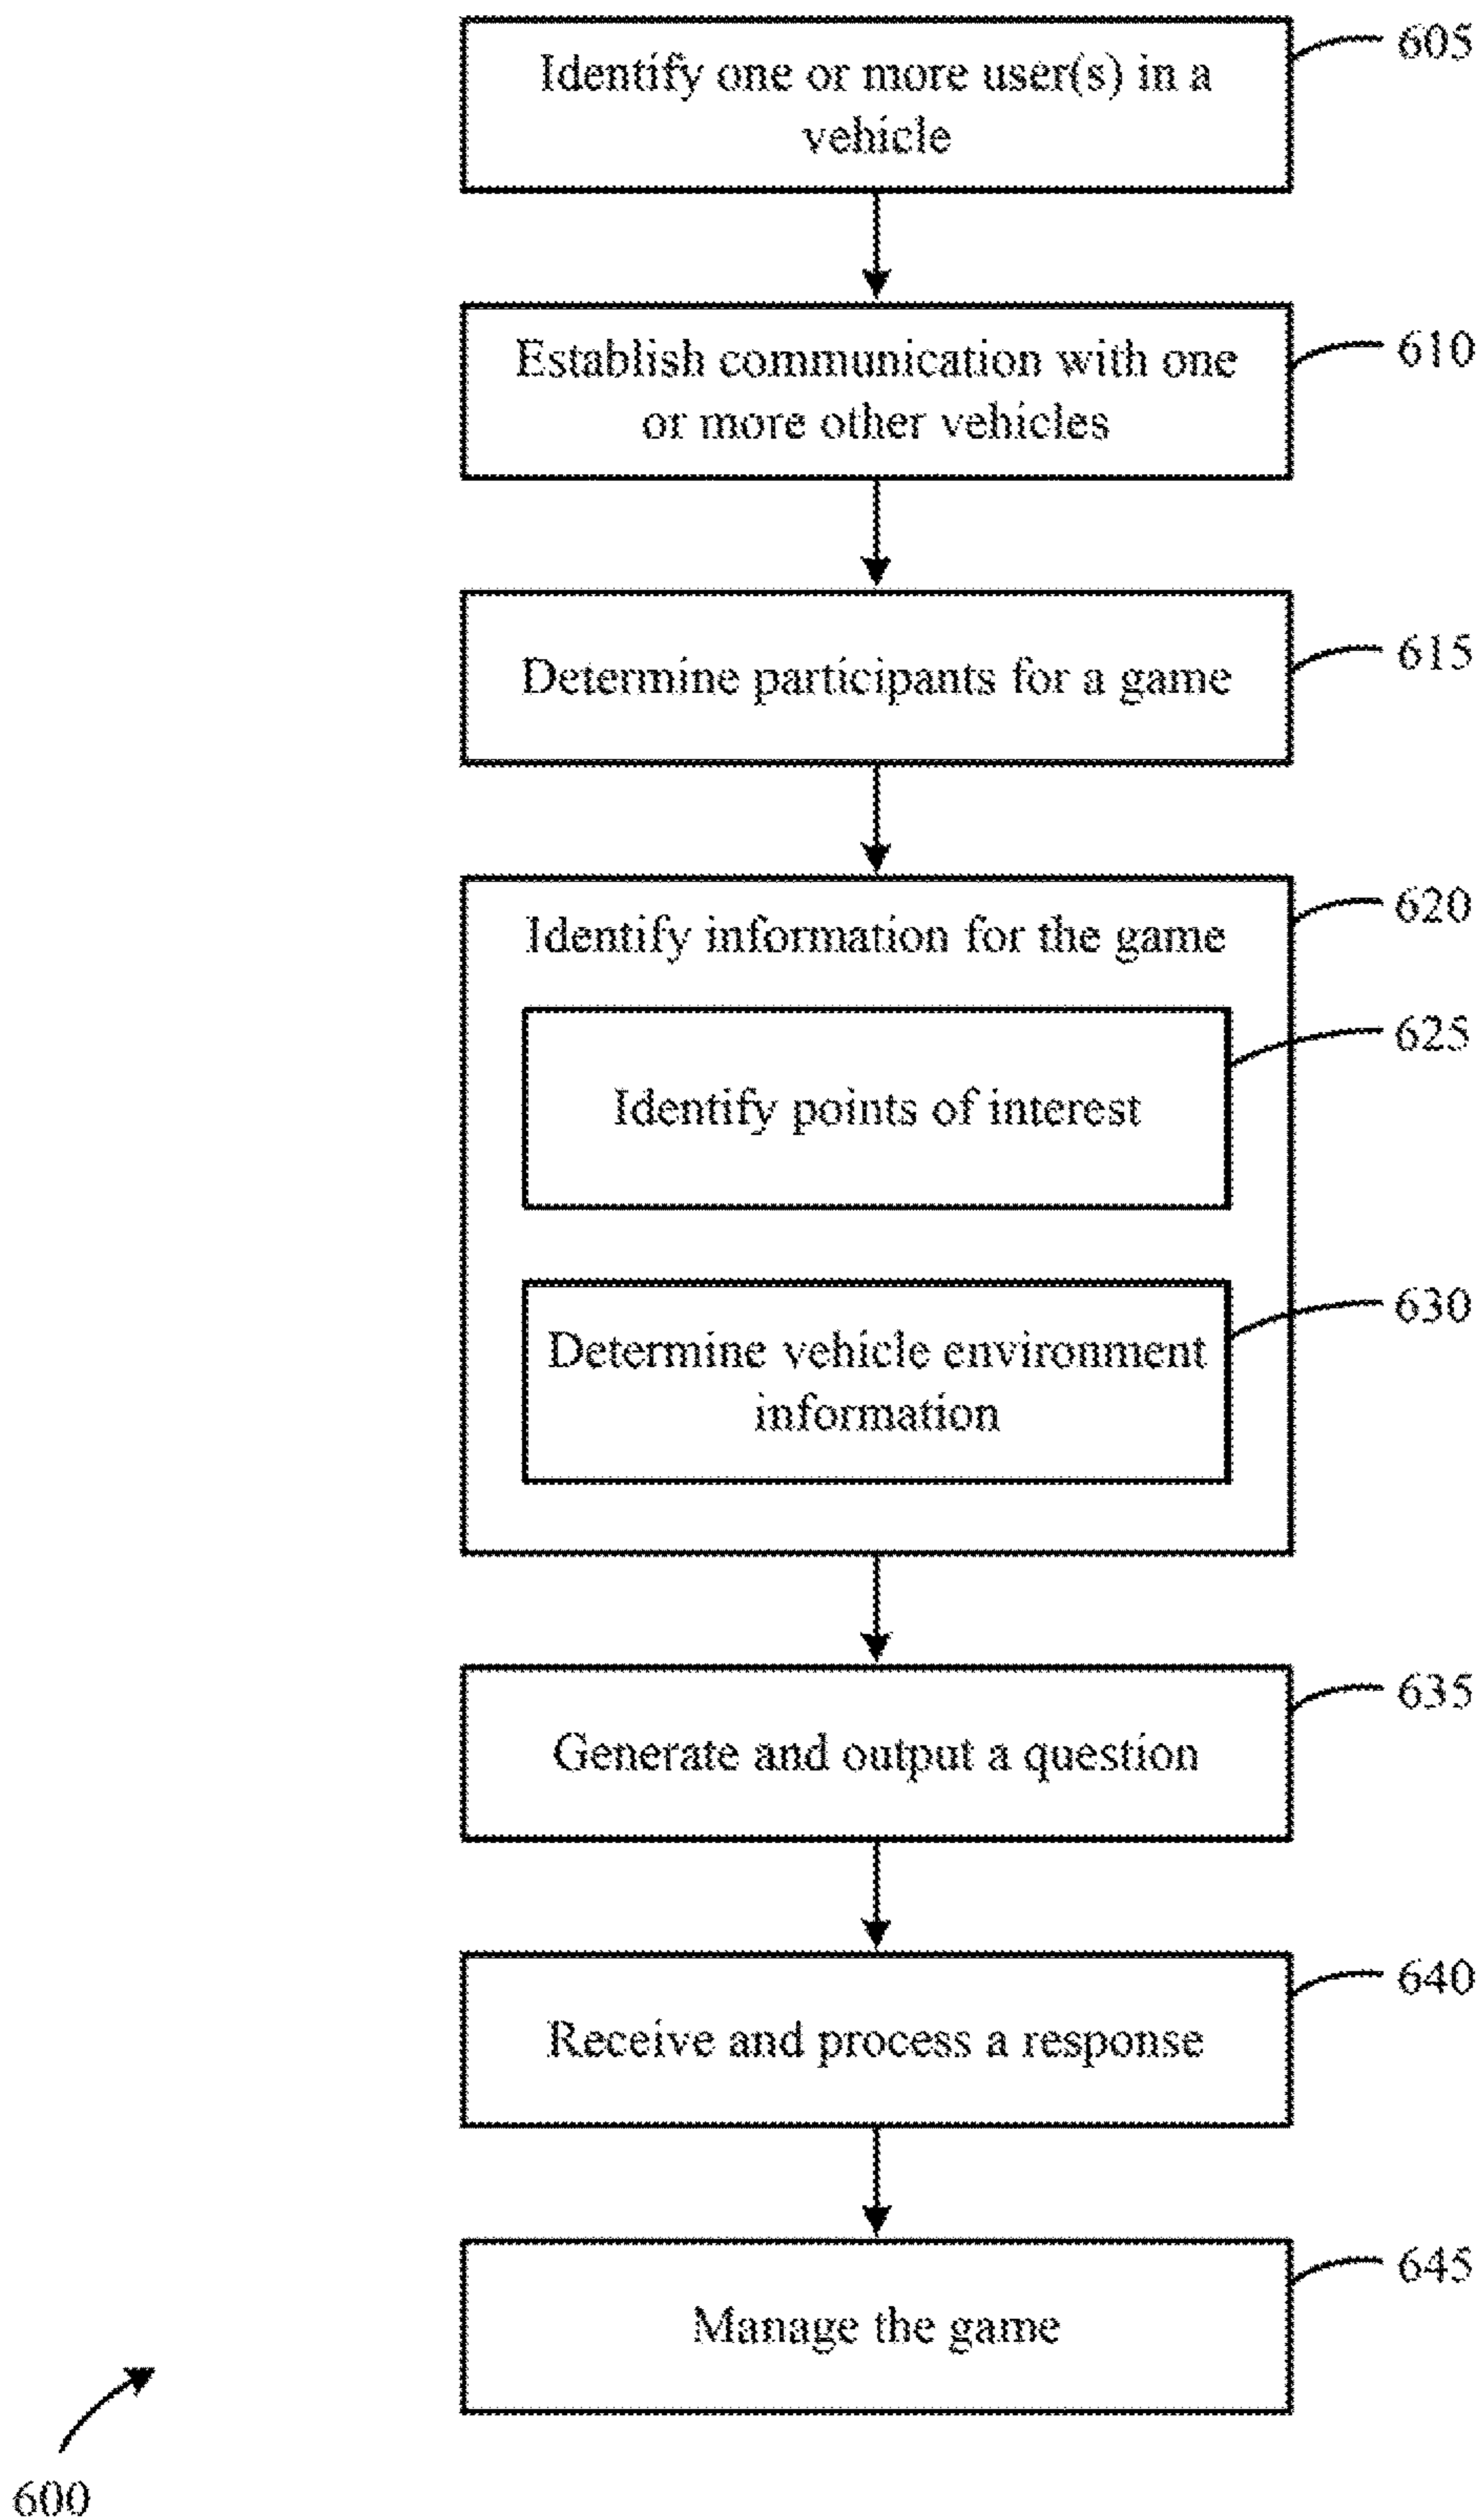 605
Identify one or more user(s) in a
vehicle
610
Establish communication with one
or more other vehicles
615
Determine participants for a game
620
Identify information for the game
625
Identify points of interest
630
Determine vehicle environment
information
635
Generate and output a question
640
Receive and process a response
645
Manage the game
600